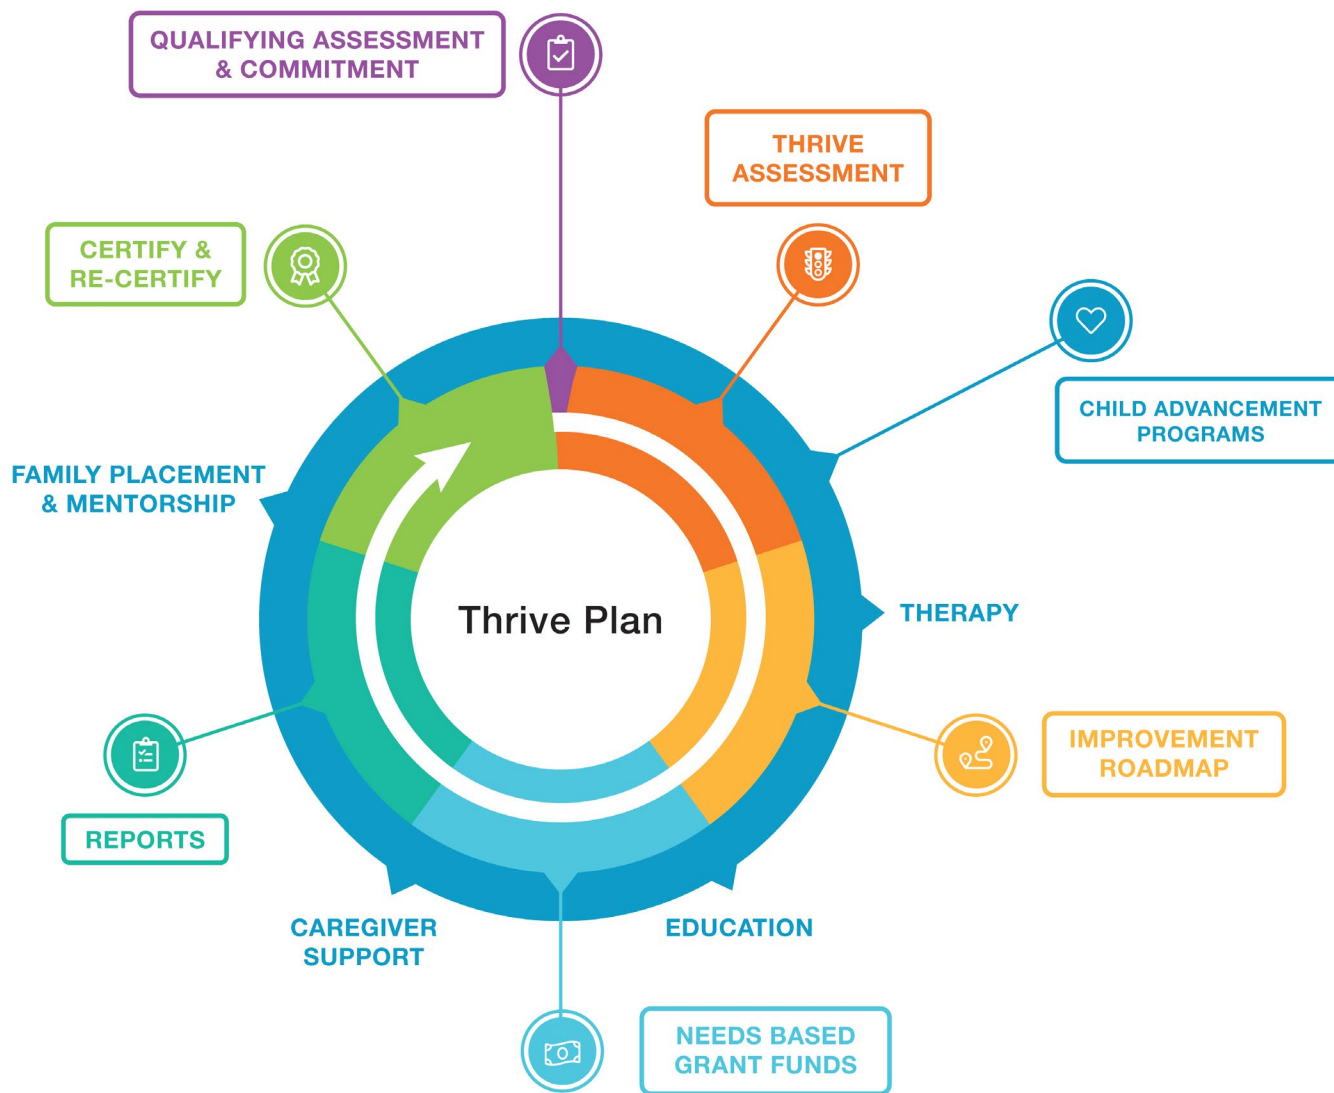 QUALIFYING ASSESSMENT
& COMMITMENT
THRIVE
ASSESSMENT
CERTIFY &
RE-CERTIFY
CHILD ADVANCEMENT
PROGRAMS
FAMILY PLACEMENT
& MENTORSHIP
Thrive Plan
THERAPY
IMPROVEMENT
ROADMAP
REPORTS
CAREGIVER
SUPPORT
EDUCATION
NEEDS BASED
GRANT FUNDS